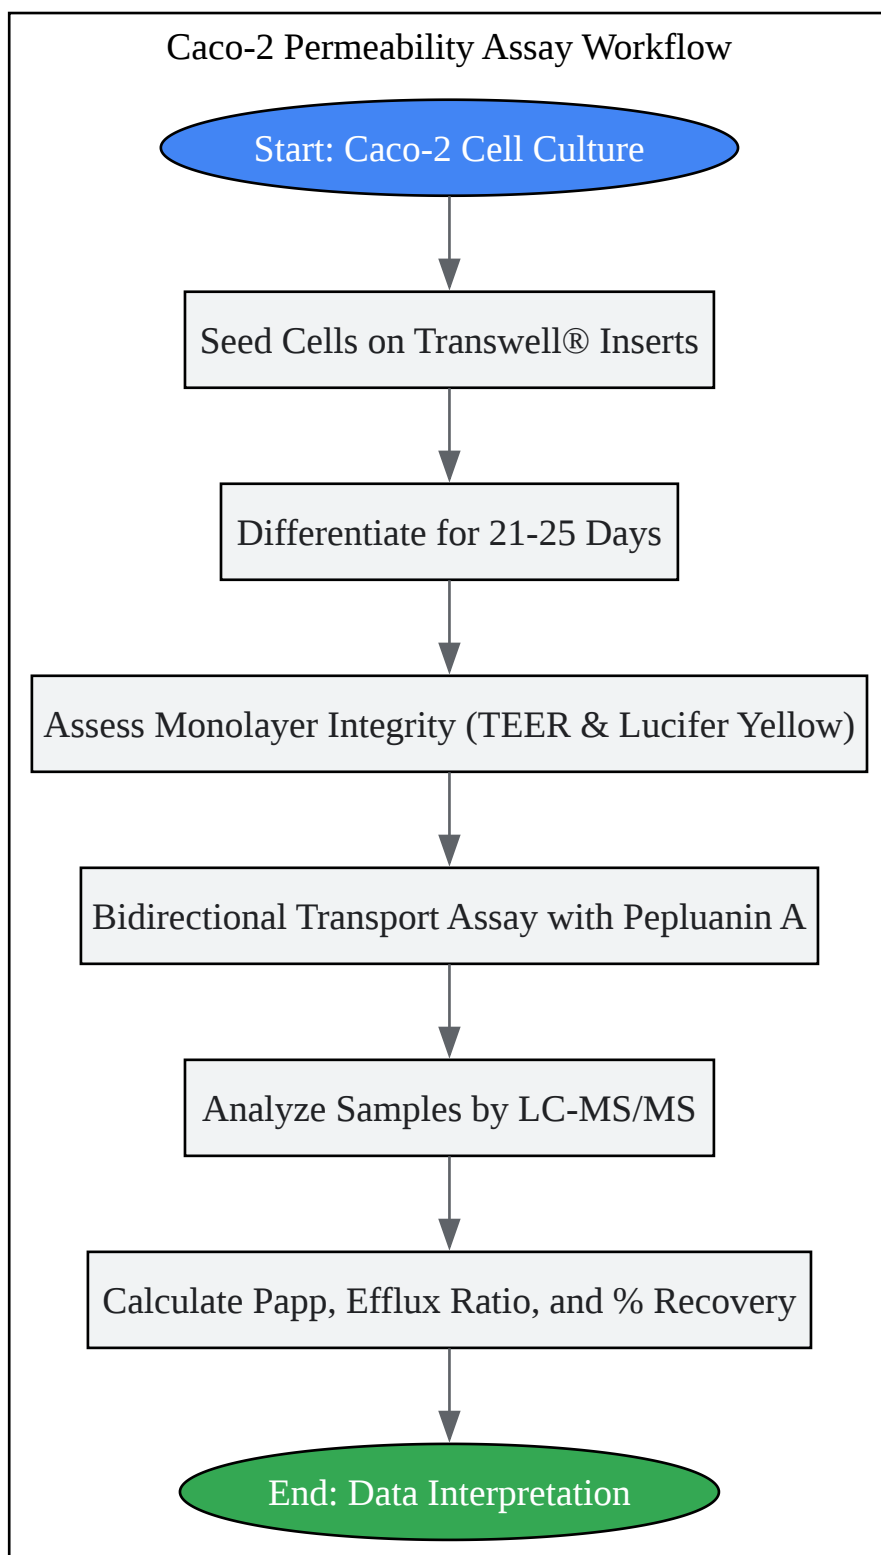 Caco-2 Permeability Assay Workflow
Start: Caco-2 Cell Culture
Seed Cells on Transwell® Inserts
Differentiate for 21-25 Days
Assess Monolayer Integrity (TEER & Lucifer Yellow)
Bidirectional Transport Assay with Pepluanin A
Analyze Samples by LC-MS/MS
Calculate Papp, Efflux Ratio, and % Recovery
End: Data Interpretation